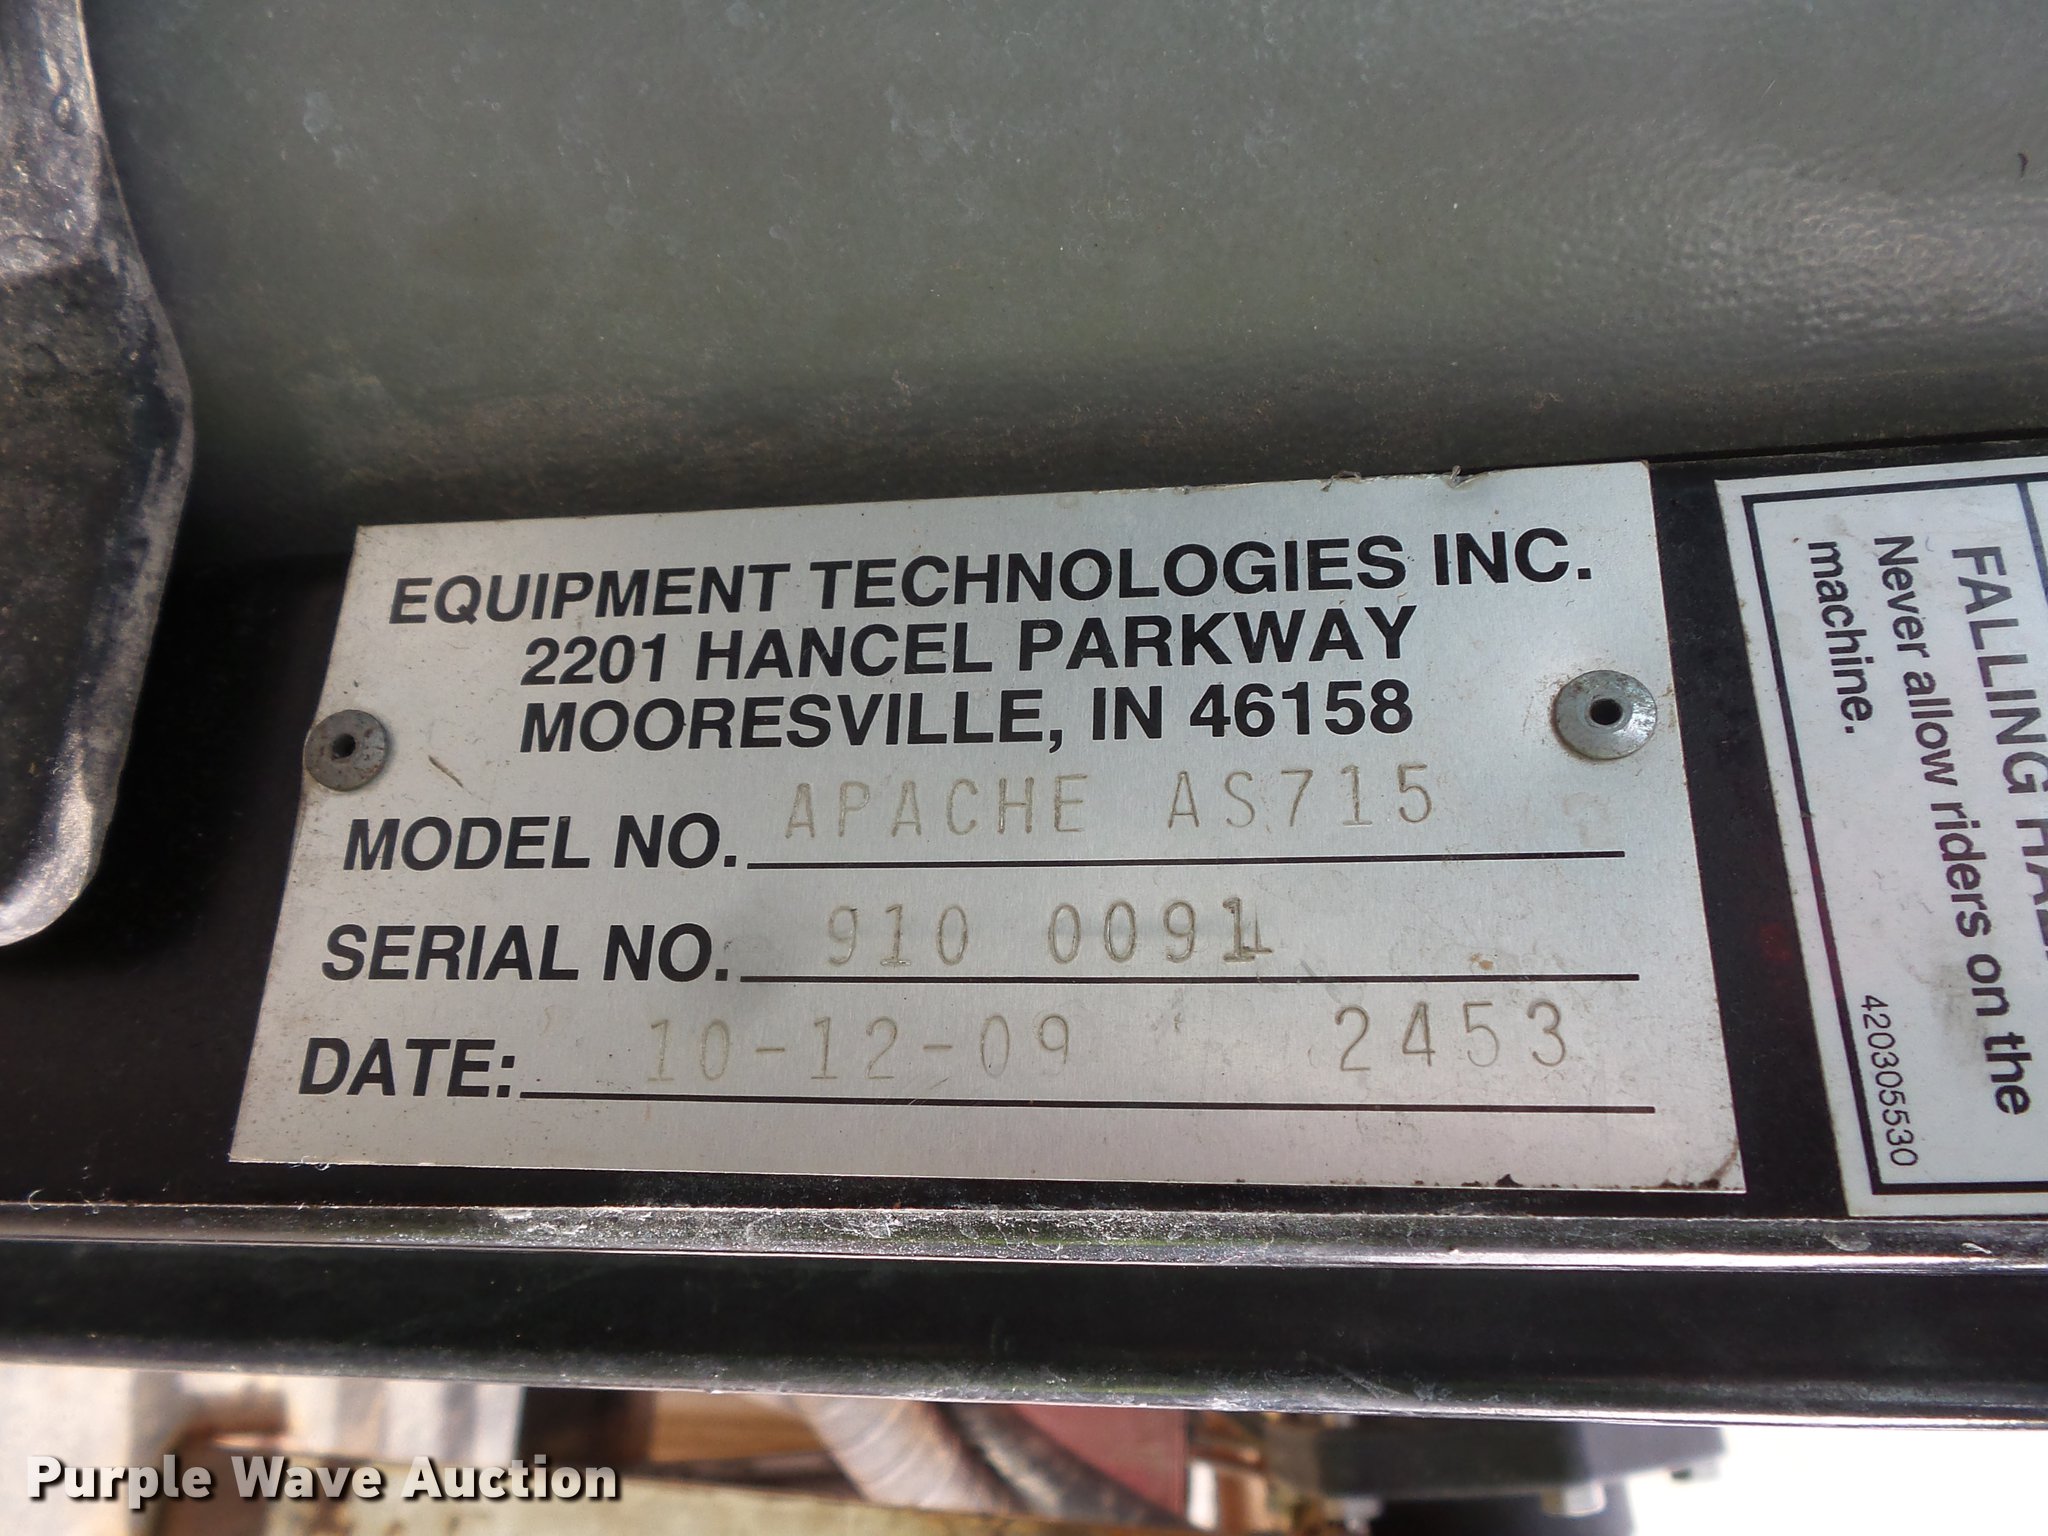 EQUIPMENT TECHNOLOGIES INC.
2201 HANCEL PARKWAY
MOORESVILLE, IN 46158
MODEL NO. APACHE AS715
SERIAL NO. 910 0091
DATE: 10-12-09 2453
FALLING
Never allow riders on the
machine.
420305530
Purple Wave Auction